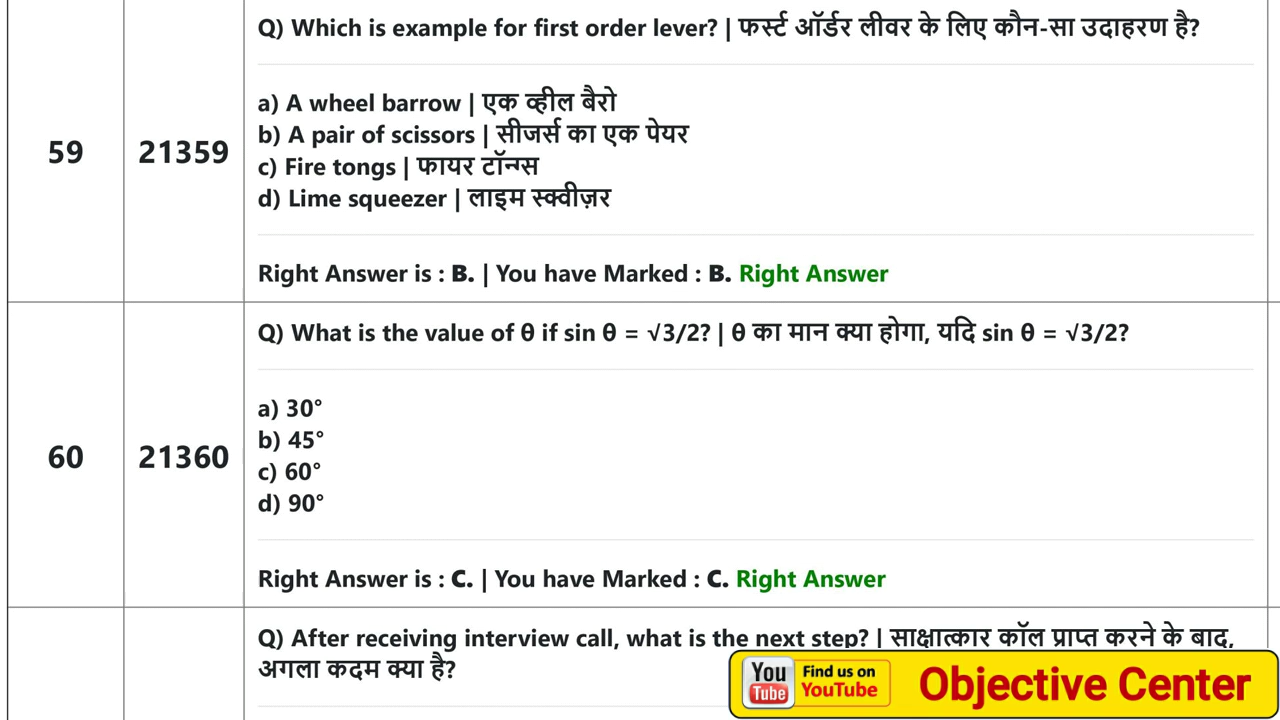 Q) Which is example for first order lever? | फर्स्ट ऑर्डर लीवर के लिए कौन-सा उदाहरण है?
59
21359
a) A wheel barrow | एक व्हील बैरो
b) A pair of scissors | सीजर्स का एक पेयर
c) Fire tongs | फायर टॉन्ग्स
d) Lime squeezer | लाइम स्क्वीज़र
Right Answer is : B. | You have Marked : B. Right Answer
Q) What is the value of θ if sin θ = √3/2? | θ का मान क्या होगा, यदि sin θ = √3/2?
60
21360
a) 30°
b) 45°
c) 60°
d) 90°
Right Answer is : C. | You have Marked : C. Right Answer
Q) After receiving interview call, what is the next step? | साक्षात्कार कॉल प्राप्त करने के बाद,
अगला कदम क्या है?
You Tube
Find us on
YouTube
Objective Center